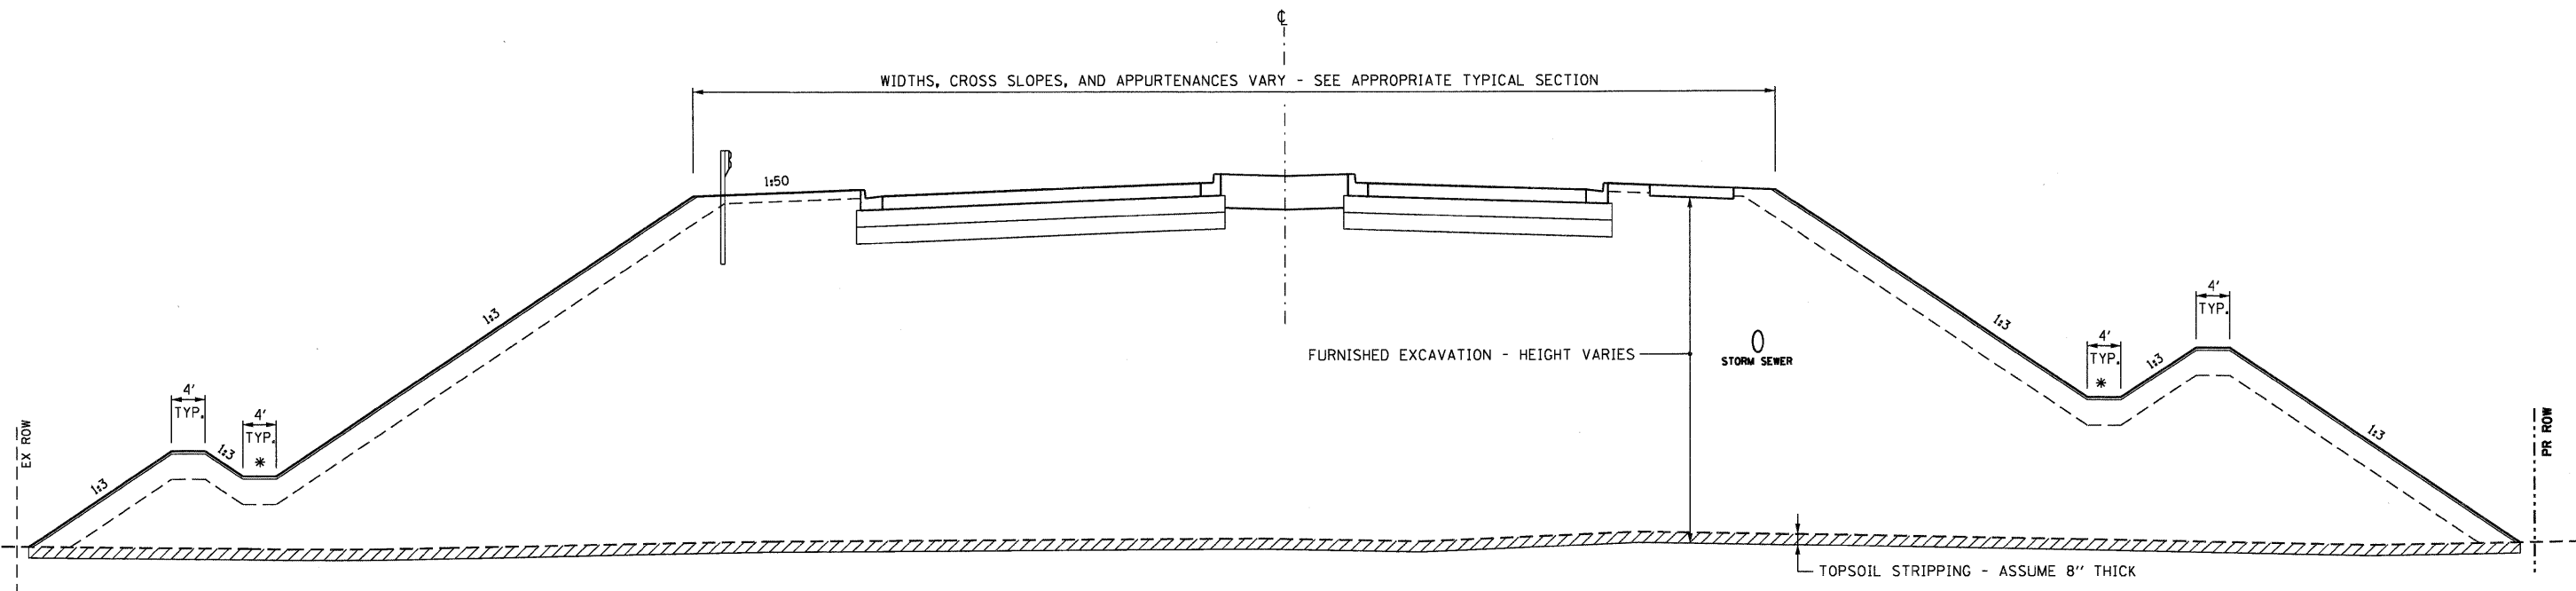 ℄
WIDTHS, CROSS SLOPES, AND APPURTENANCES VARY - SEE APPROPRIATE TYPICAL SECTION
1:50
1:3
4'
TYP.
1:3
4'
TYP.
*
1:3
EX ROW
FURNISHED EXCAVATION - HEIGHT VARIES
STORM SEWER
1:3
4'
TYP.
*
1:3
4'
TYP.
1:3
PR ROW
TOPSOIL STRIPPING - ASSUME 8" THICK